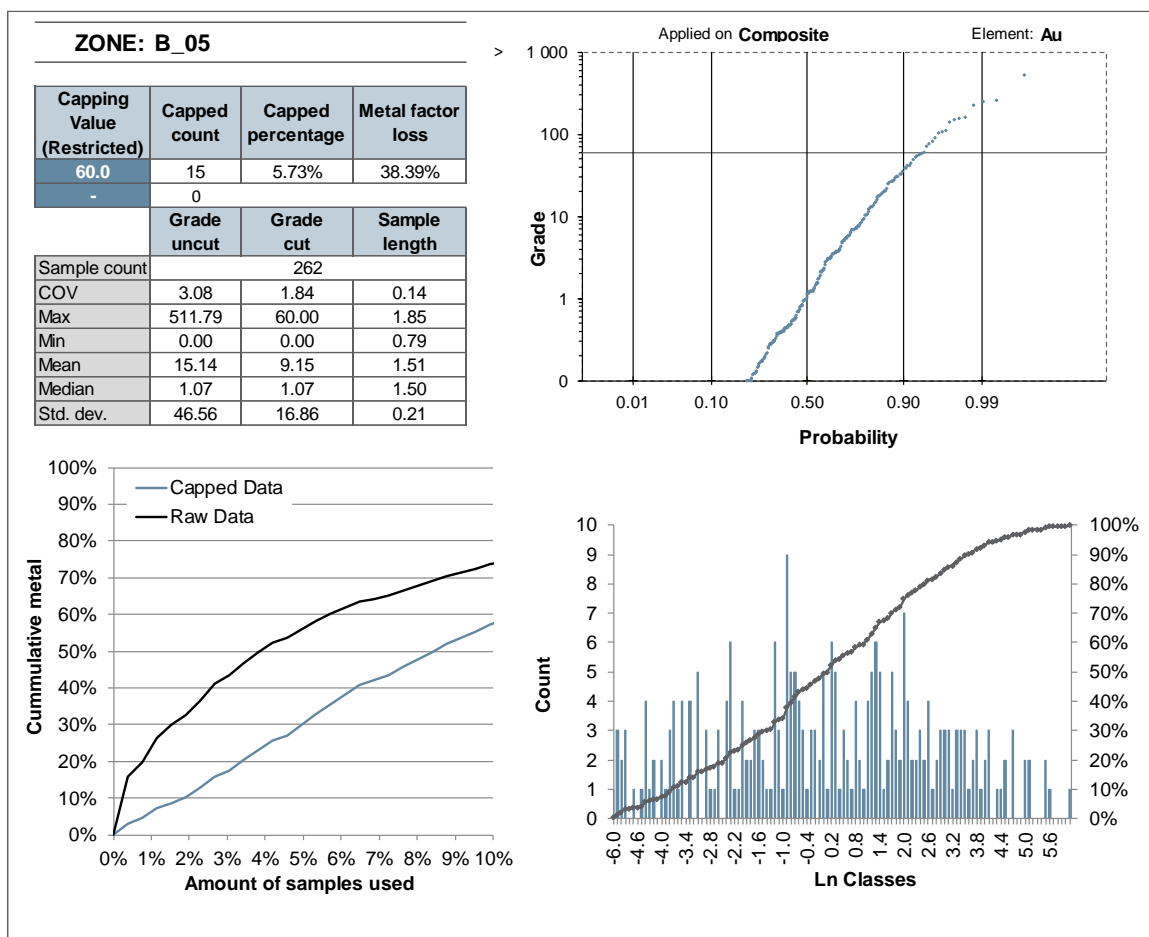 ZONE: B_05
Capping Value (Restricted) Capped count Capped percentage Metal factor loss
60.0 15 5.73% 38.39%
- 0
Grade uncut Grade cut Sample length
Sample count 262
COV 3.08 1.84 0.14
Max 511.79 60.00 1.85
Min 0.00 0.00 0.79
Mean 15.14 9.15 1.51
Median 1.07 1.07 1.50
Std. dev. 46.56 16.86 0.21
>
Applied on Composite Element: Au
1 000
100
10
1
0
Grade
0.01 0.10 0.50 0.90 0.99
Probability
100%
90%
80%
70%
60%
50%
40%
30%
20%
10%
0%
Cummulative metal
Capped Data
Raw Data
0% 1% 2% 3% 4% 5% 6% 7% 8% 9% 10%
Amount of samples used
10 100%
9 90%
8 80%
7 70%
6 60%
5 50%
4 40%
3 30%
2 20%
1 10%
0 0%
Count
-6.0 -4.6 -4.0 -3.4 -2.8 -2.2 -1.6 -1.0 -0.4 0.2 0.8 1.4 2.0 2.6 3.2 3.8 4.4 5.0 5.6
Ln Classes